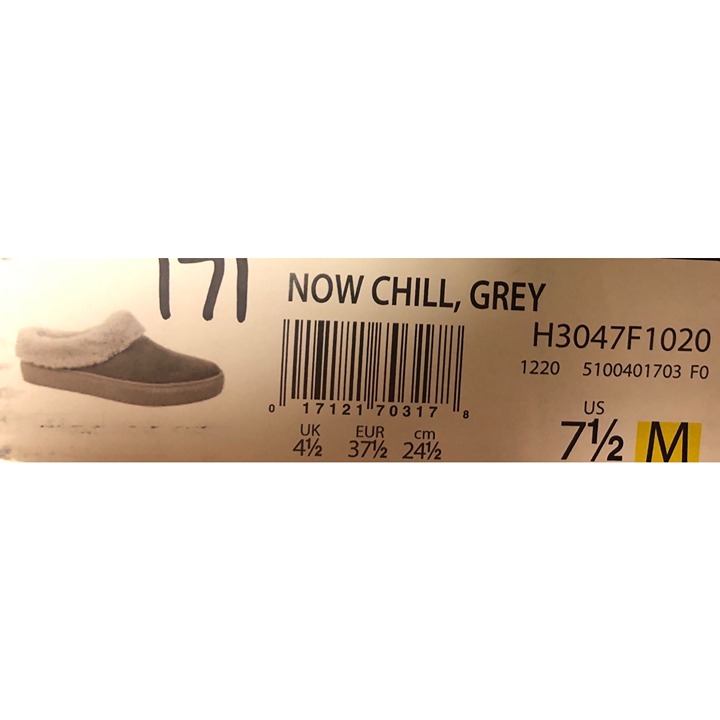 171
NOW CHILL, GREY
H3047F1020
1220 5100401703 F0
0 17121 70317 8
UK EUR cm US
4½ 37½ 24½ 7½ M